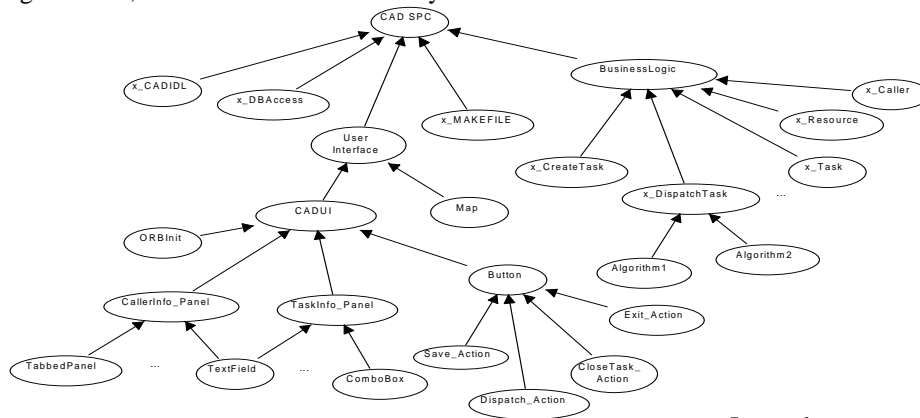 CAD SPC
BusinessLogic
x_CADIDL
x_Caller
x_DBAccess
x_MAKEFILE
x_Resource
User
Interface
x_CreateTask
x_Task
x_DispatchTask
...
CADUI
Map
ORBInit
Algorithm2
Algorithm1
Button
CallerInfo_Panel
TaskInfo_Panel
Exit_Action
Save_Action
TabbedPanel
...
TextField
...
ComboBox
CloseTask_
Action
Dispatch_Action